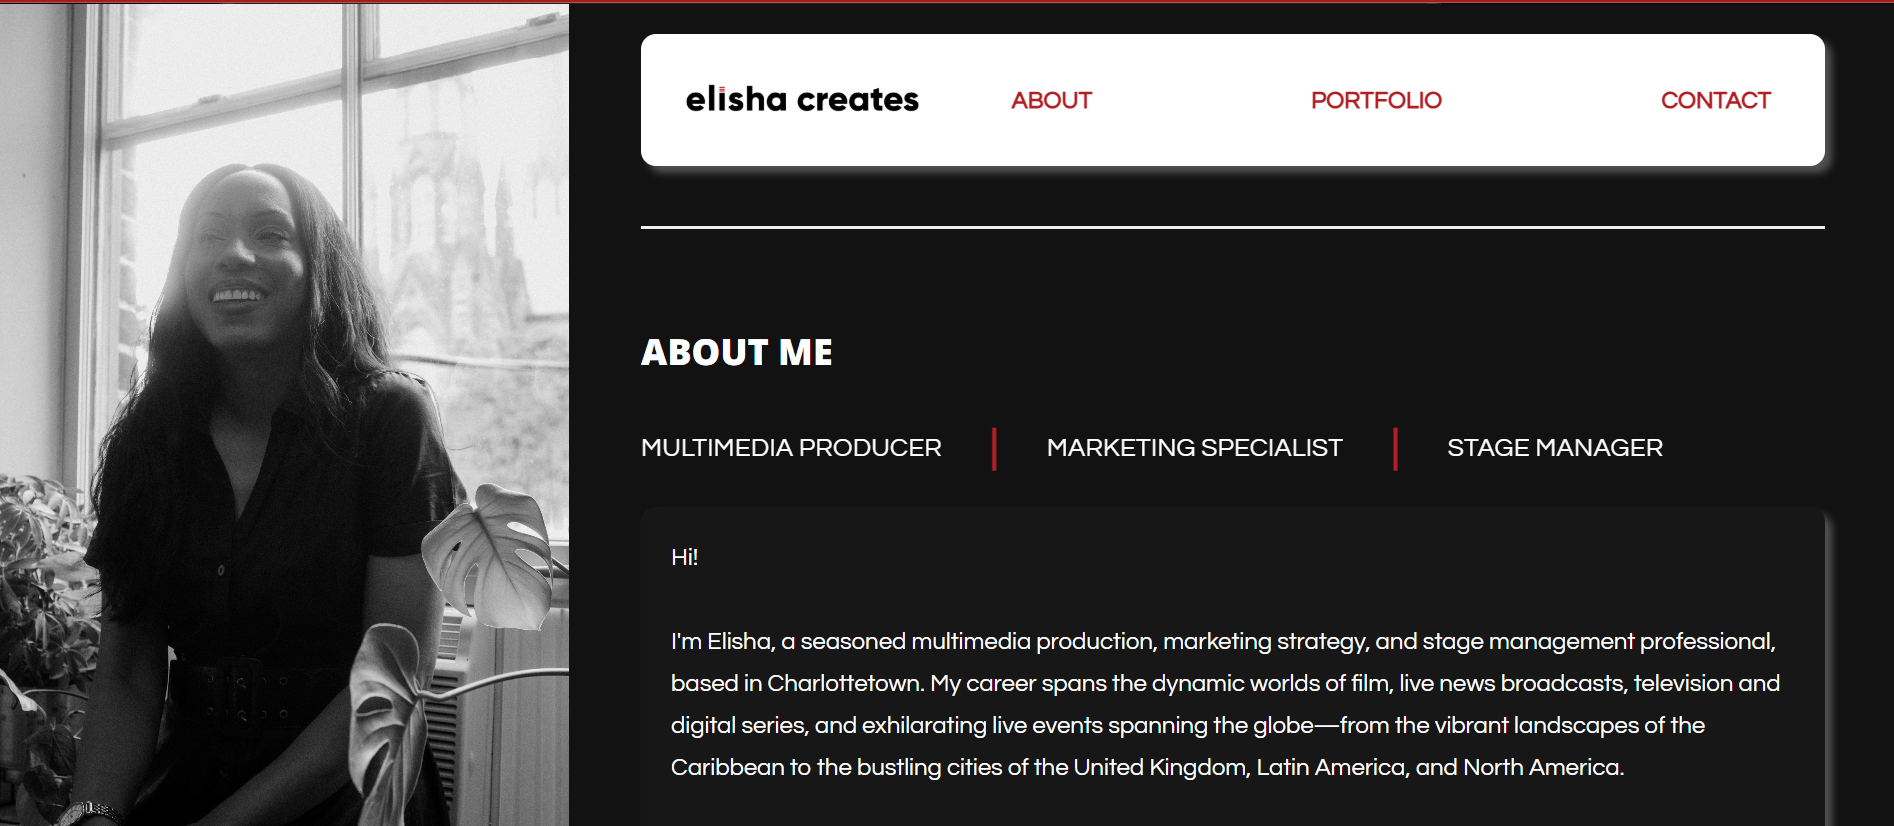 elisha creates
ABOUT
PORTFOLIO
CONTACT
ABOUT ME
MULTIMEDIA PRODUCER
MARKETING SPECIALIST
STAGE MANAGER
Hi!
I'm Elisha, a seasoned multimedia production, marketing strategy, and stage management professional,
based in Charlottetown. My career spans the dynamic worlds of film, live news broadcasts, television and
digital series, and exhilarating live events spanning the globe—from the vibrant landscapes of the
Caribbean to the bustling cities of the United Kingdom, Latin America, and North America.